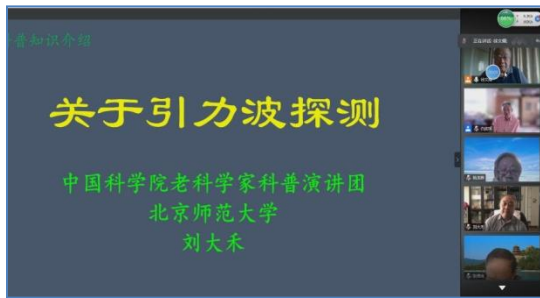 普知识介绍
关于引力波探测
中国科学院老科学家科普演讲团
北京师范大学
刘大禾